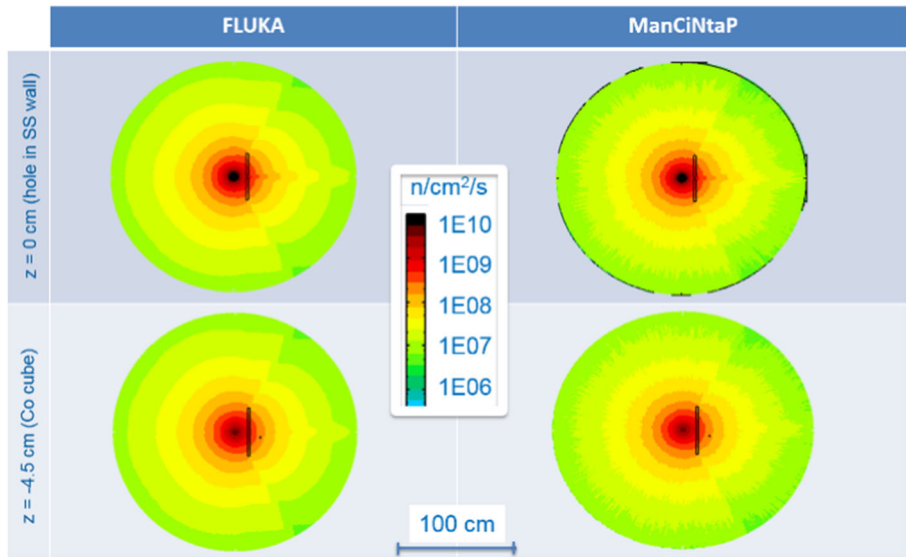 FLUKA
ManCiNtaP
z = 0 cm (hole in SS wall)
n/cm²/s
1E10
1E09
1E08
1E07
1E06
z = -4.5 cm (Co cube)
100 cm